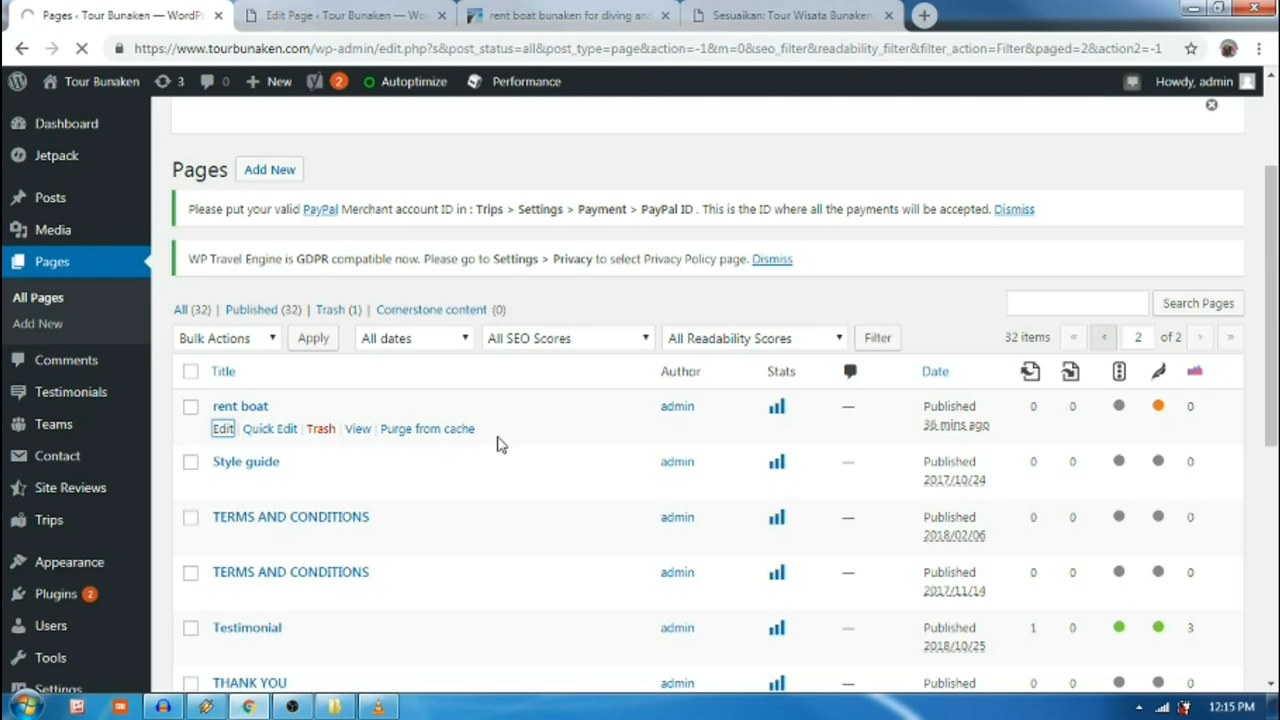 Pages ‹ Tour Bunaken — WordPr
Edit Page ‹ Tour Bunaken — Wo
rent boat bunaken for diving and
Sesuaikan: Tour Wisata Bunaken
https://www.tourbunaken.com/wp-admin/edit.php?s&post_status=all&post_type=page&action=-1&m=0&seo_filter&readability_filter&filter_action=Filter&paged=2&action2=-1
Tour Bunaken 3 0 New 2 Autoptimize Performance Howdy, admin
Dashboard
Jetpack
Posts
Media
Pages
All Pages
Add New
Comments
Testimonials
Teams
Contact
Site Reviews
Trips
Appearance
Plugins 2
Users
Tools
Settings
Pages Add New
Please put your valid PayPal Merchant account ID in : Trips > Settings > Payment > PayPal ID . This is the ID where all the payments will be accepted. Dismiss
WP Travel Engine is GDPR compatible now. Please go to Settings > Privacy to select Privacy Policy page. Dismiss
All (32) | Published (32) | Trash (1) | Cornerstone content (0)
Search Pages
Bulk Actions Apply All dates All SEO Scores All Readability Scores Filter 32 items « ‹ 2 of 2 › »
Title Author Stats Date
rent boat admin — Published 0 0 0
Edit | Quick Edit | Trash | View | Purge from cache 36 mins ago
Style guide admin — Published 0 0 0
2017/10/24
TERMS AND CONDITIONS admin — Published 0 0 0
2018/02/06
TERMS AND CONDITIONS admin — Published 0 0 0
2017/11/14
Testimonial admin — Published 1 0 3
2018/10/25
THANK YOU admin — Published 0 0 0
12:15 PM